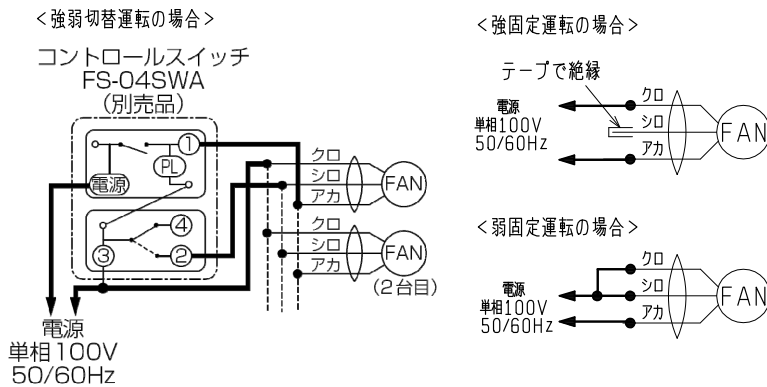 ＜強弱切替運転の場合＞
コントロールスイッチ
FS-04SWA
(別売品)
①
PL
電源
④
③
②
クロ
シロ
アカ
FAN
クロ
シロ
アカ
FAN
(2台目)
電源
単相100V
50/60Hz
＜強固定運転の場合＞
テープで絶縁
電源
単相100V
50/60Hz
クロ
シロ
アカ
FAN
＜弱固定運転の場合＞
電源
単相100V
50/60Hz
クロ
シロ
アカ
FAN